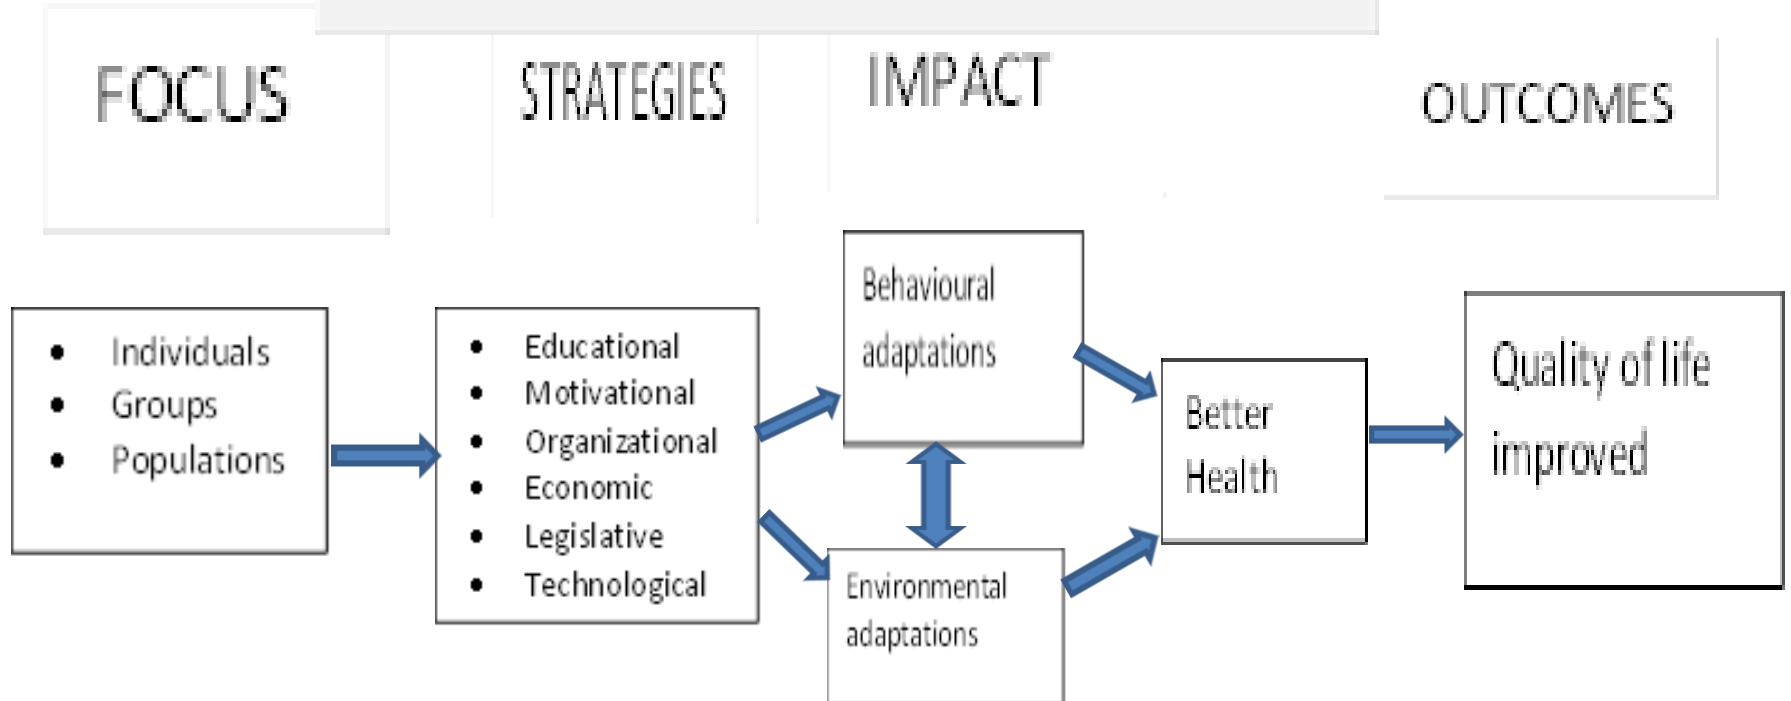 FOCUS
STRATEGIES
IMPACT
OUTCOMES
• Individuals
• Groups
• Populations
• Educational
• Motivational
• Organizational
• Economic
• Legislative
• Technological
Behavioural
adaptations
Environmental
adaptations
Better
Health
Quality of life
improved